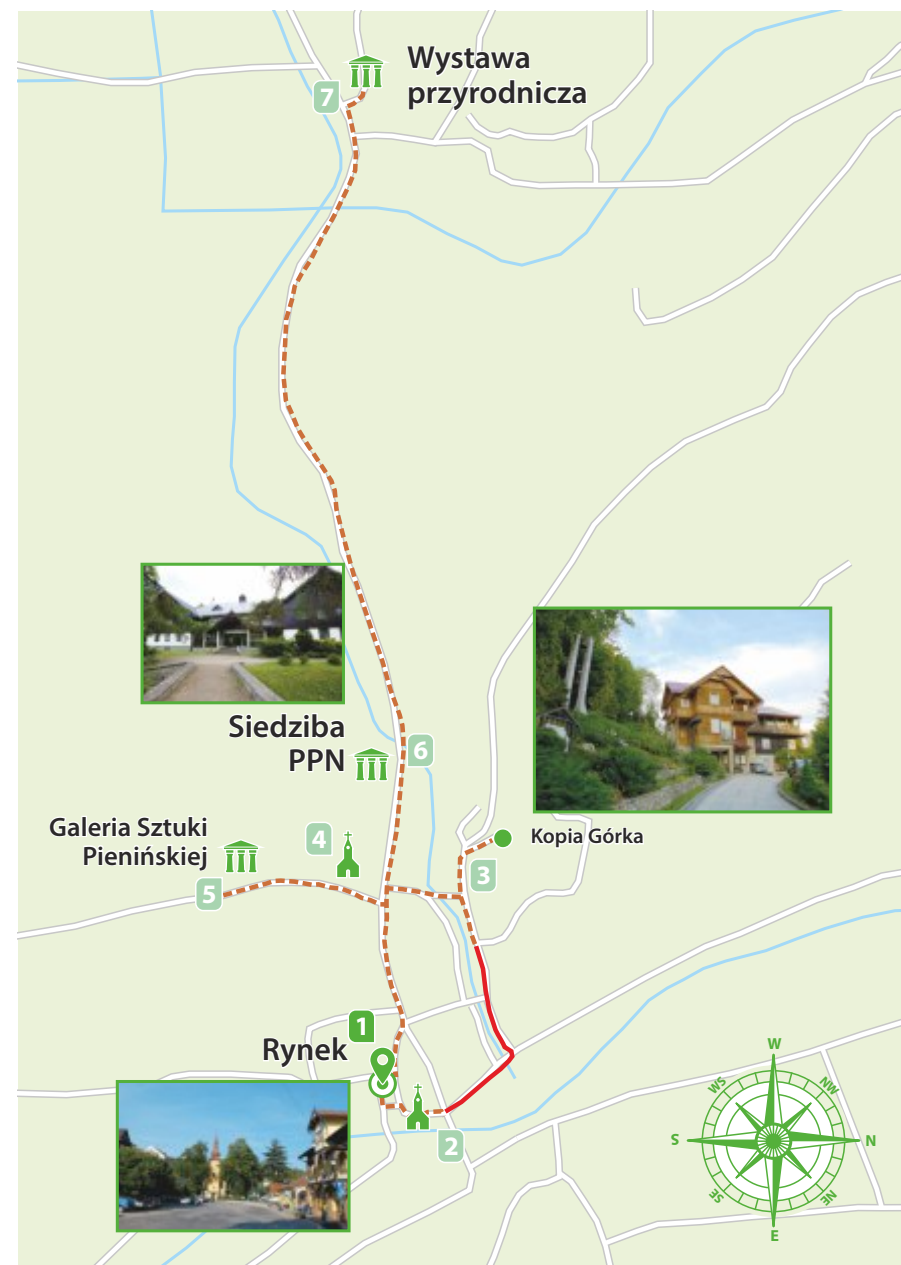 Wystawa
przyrodnicza
7
Siedziba
PPN
6
Galeria Sztuki
Pienińskiej
4
5
Kopia Górka
3
1
Rynek
2
W
WS
NW
S
N
SE
NE
E